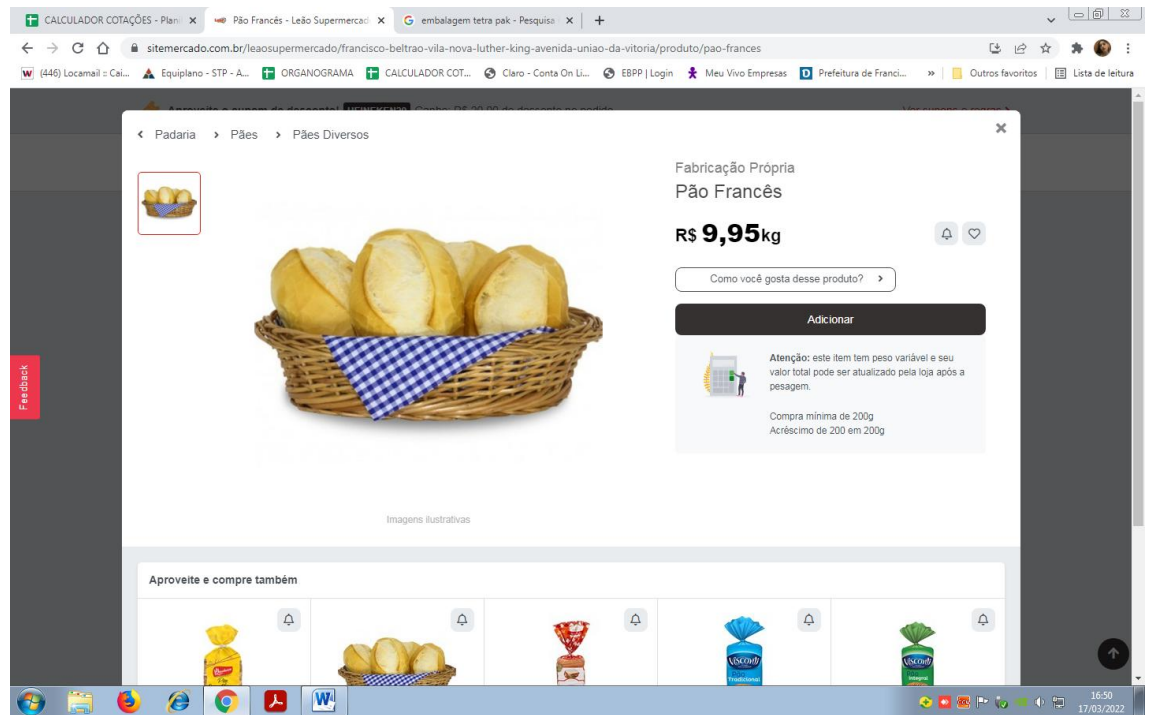 CALCULADOR COTAÇÕES - Plani
Pão Francês - Leão Supermercad
embalagem tetra pak - Pesquisa
sitemercado.com.br/leaosupermercado/francisco-beltrao-vila-nova-luther-king-avenida-uniao-da-vitoria/produto/pao-frances
(446) Locamail :: Cai...
Equiplano - STP - A...
ORGANOGRAMA
CALCULADOR COT...
Claro - Conta On Li...
EBPP | Login
Meu Vivo Empresas
Prefeitura de Franci...
»
Outros favoritos
Lista de leitura
Padaria > Pães > Pães Diversos
Fabricação Própria
Pão Francês
R$ 9,95kg
Como você gosta desse produto?
Adicionar
Atenção: este item tem peso variável e seu
valor total pode ser atualizado pela loja após a
pesagem.
Compra mínima de 200g
Acréscimo de 200 em 200g
Feedback
Imagens ilustrativas
Aproveite e compre também
Visconti
Tradicional
Visconti
Integral
16:50
17/03/2022